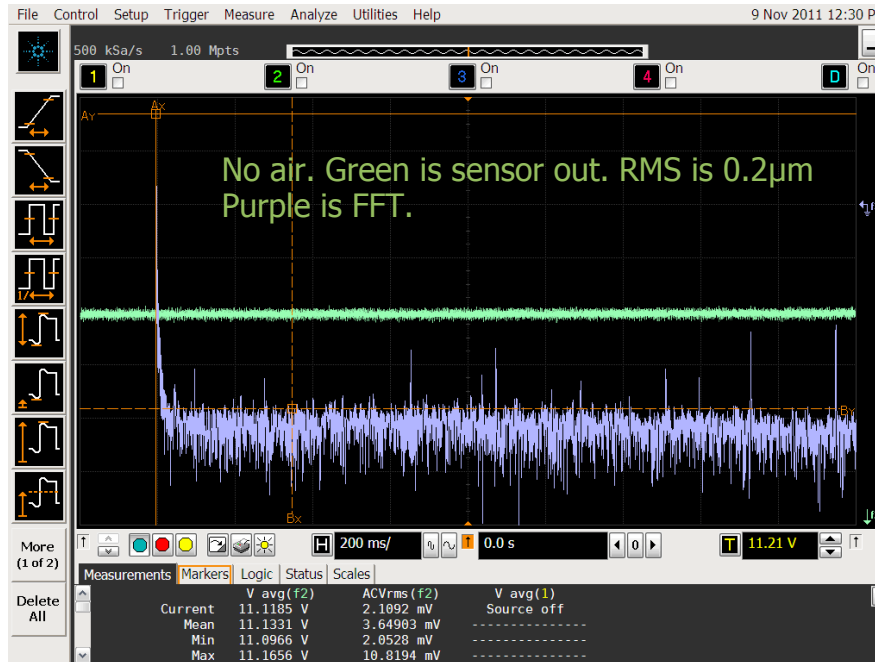 File Control Setup Trigger Measure Analyze Utilities Help 9 Nov 2011 12:30 P
500 kSa/s 1.00 Mpts
1 On 2 On 3 On 4 On D On
Ax
Ay
No air. Green is sensor out. RMS is 0.2µm
Purple is FFT.
By
Bx
More
(1 of 2)
Delete
All
H 200 ms/ 0.0 s 0 T 11.21 V
Measurements Markers Logic Status Scales
V avg(f2) ACVrms(f2) V avg(1)
Current 11.1185 V 2.1092 mV Source off
Mean 11.1331 V 3.64903 mV ---------------
Min 11.0966 V 2.0528 mV ---------------
Max 11.1656 V 10.8194 mV ---------------